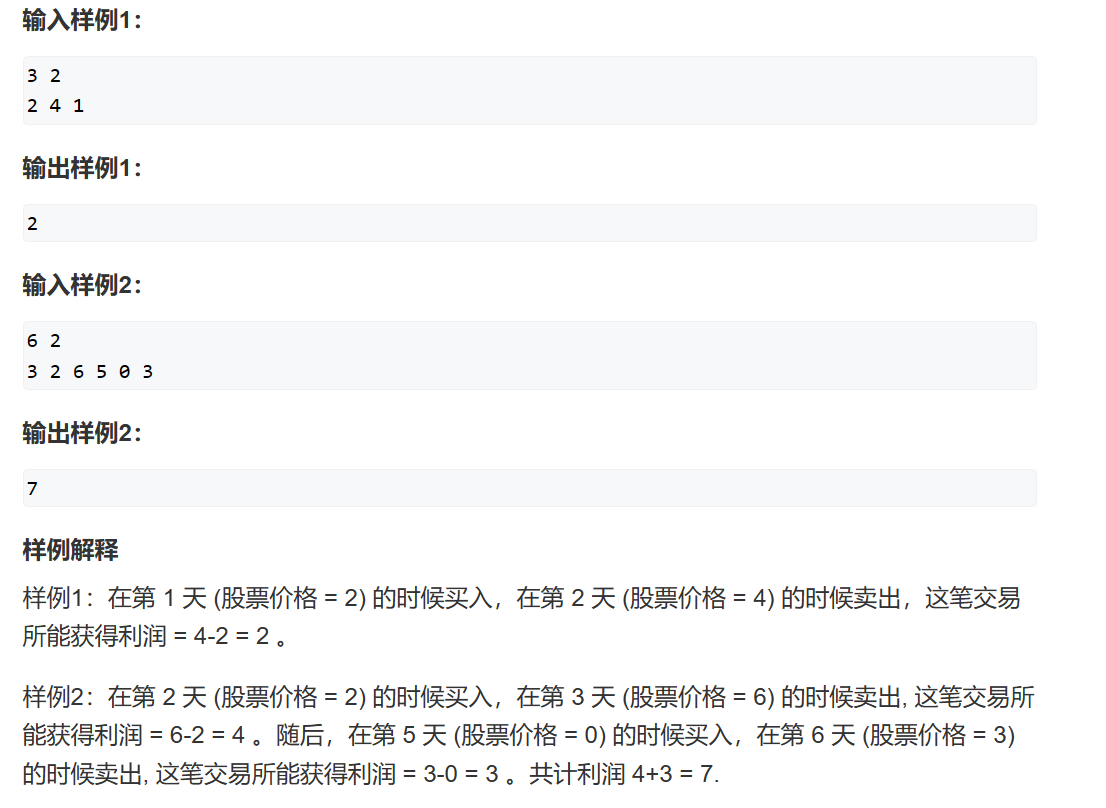 输入样例1：
3 2
2 4 1
输出样例1：
2
输入样例2：
6 2
3 2 6 5 0 3
输出样例2：
7
样例解释
样例1：在第 1 天 (股票价格 = 2) 的时候买入，在第 2 天 (股票价格 = 4) 的时候卖出，这笔交易
所能获得利润 = 4-2 = 2 。
样例2：在第 2 天 (股票价格 = 2) 的时候买入，在第 3 天 (股票价格 = 6) 的时候卖出, 这笔交易所
能获得利润 = 6-2 = 4 。随后，在第 5 天 (股票价格 = 0) 的时候买入，在第 6 天 (股票价格 = 3)
的时候卖出, 这笔交易所能获得利润 = 3-0 = 3 。共计利润 4+3 = 7.